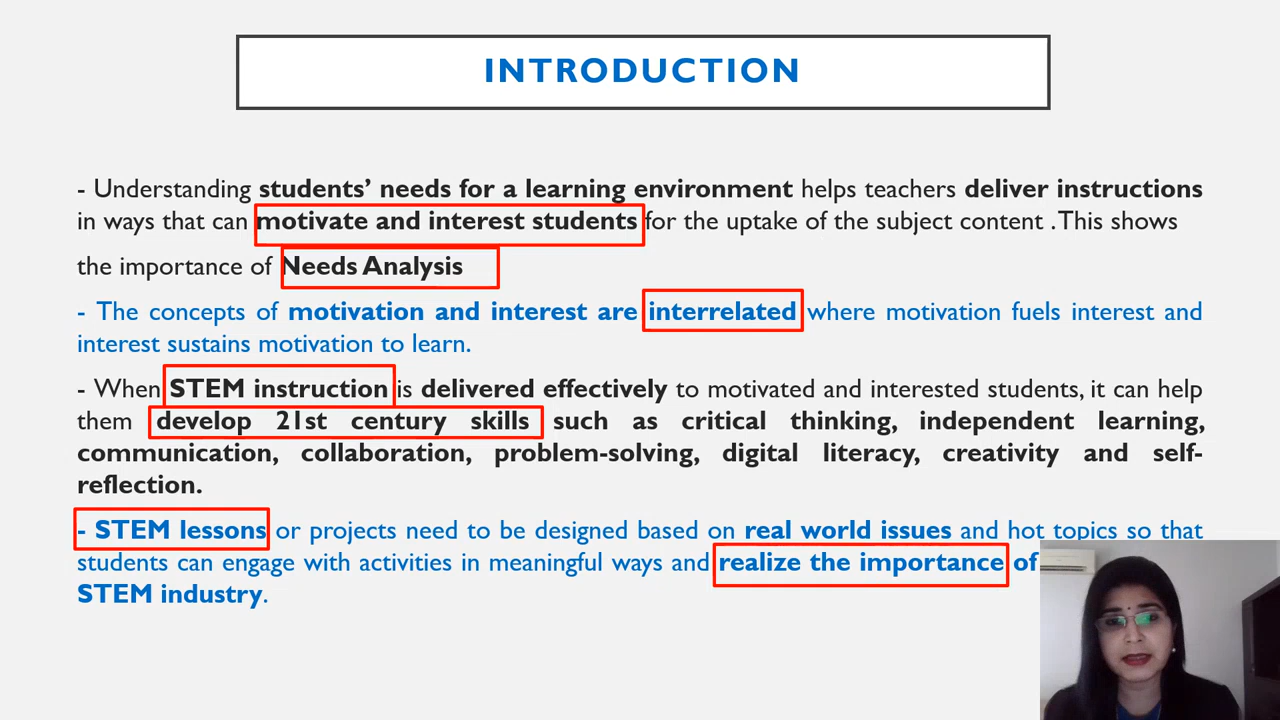 INTRODUCTION
- Understanding students’ needs for a learning environment helps teachers deliver instructions
in ways that can motivate and interest students for the uptake of the subject content . This shows
the importance of Needs Analysis
- The concepts of motivation and interest are interrelated where motivation fuels interest and
interest sustains motivation to learn.
- When STEM instruction is delivered effectively to motivated and interested students, it can help
them develop 21st century skills such as critical thinking, independent learning,
communication, collaboration, problem-solving, digital literacy, creativity and self-
reflection.
- STEM lessons or projects need to be designed based on real world issues and hot topics so that
students can engage with activities in meaningful ways and realize the importance of
STEM industry.